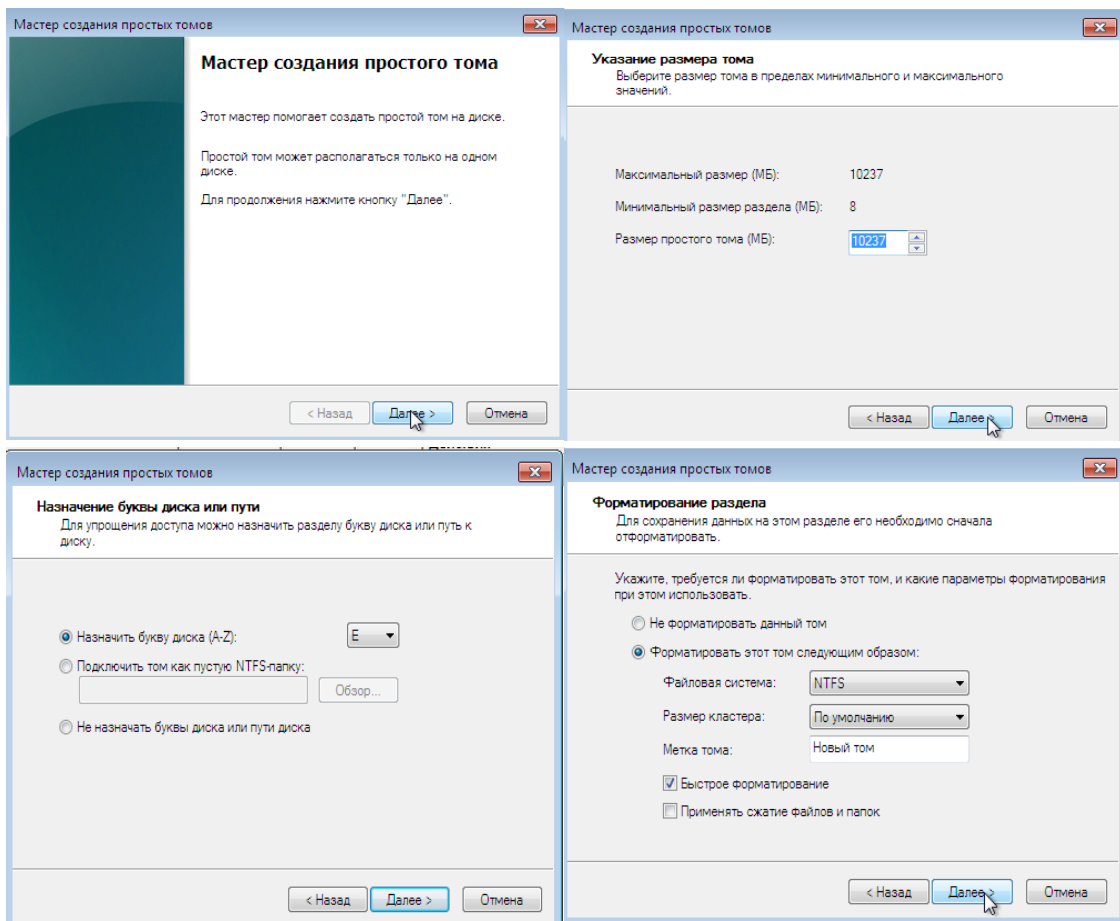 Мастер создания простых томов
Мастер создания простого тома
Этот мастер помогает создать простой том на диске.
Простой том может располагаться только на одном
диске.
Для продолжения нажмите кнопку "Далее".
< Назад
Далее >
Отмена
Мастер создания простых томов
Указание размера тома
Выберите размер тома в пределах минимального и максимального
значений.
Максимальный размер (МБ): 10237
Минимальный размер раздела (МБ): 8
Размер простого тома (МБ): 10237
< Назад
Далее >
Отмена
Мастер создания простых томов
Назначение буквы диска или пути
Для упрощения доступа можно назначить разделу букву диска или путь к
диску.
Назначить букву диска (A-Z): E
Подключить том как пустую NTFS-папку:
Обзор...
Не назначать буквы диска или пути диска
< Назад
Далее >
Отмена
Мастер создания простых томов
Форматирование раздела
Для сохранения данных на этом разделе его необходимо сначала
отформатировать.
Укажите, требуется ли форматировать этот том, и какие параметры форматирования
при этом использовать.
Не форматировать данный том
Форматировать этот том следующим образом:
Файловая система: NTFS
Размер кластера: По умолчанию
Метка тома: Новый том
Быстрое форматирование
Применять сжатие файлов и папок
< Назад
Далее >
Отмена